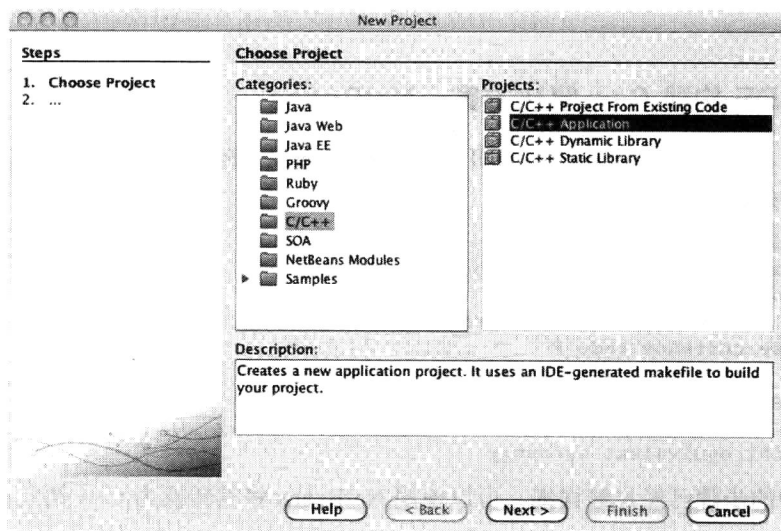 New Project
Steps
1. Choose Project
2. ...
Choose Project
Categories:
Java
Java Web
Java EE
PHP
Ruby
Groovy
C/C++
SOA
NetBeans Modules
Samples
Projects:
C/C++ Project From Existing Code
C/C++ Application
C/C++ Dynamic Library
C/C++ Static Library
Description:
Creates a new application project. It uses an IDE-generated makefile to build
your project.
Help
< Back
Next >
Finish
Cancel